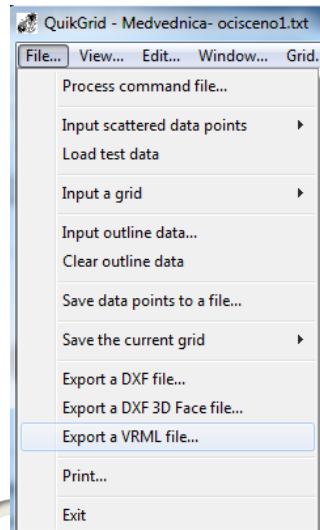 QuikGrid - Medvednica- ocisceno1.txt
File... View... Edit... Window... Grid.
Process command file...
Input scattered data points
Load test data
Input a grid
Input outline data...
Clear outline data
Save data points to a file...
Save the current grid
Export a DXF file...
Export a DXF 3D Face file...
Export a VRML file...
Print...
Exit